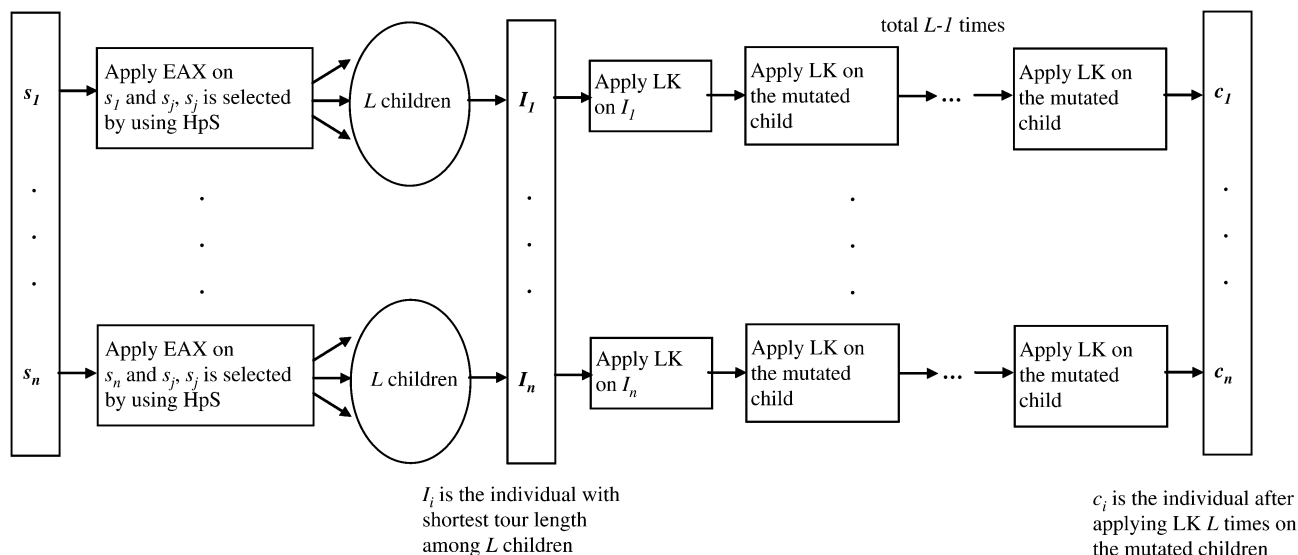 total L-1 times
s1
Apply EAX on
s1 and sj, sj is selected
by using HpS
L children
I1
Apply LK
on I1
Apply LK on
the mutated
child
...
Apply LK on
the mutated
child
c1
sn
Apply EAX on
sn and sj, sj is selected
by using HpS
L children
In
Apply LK
on In
Apply LK on
the mutated
child
...
Apply LK on
the mutated
child
cn
Ii is the individual with
shortest tour length
among L children
ci is the individual after
applying LK L times on
the mutated children